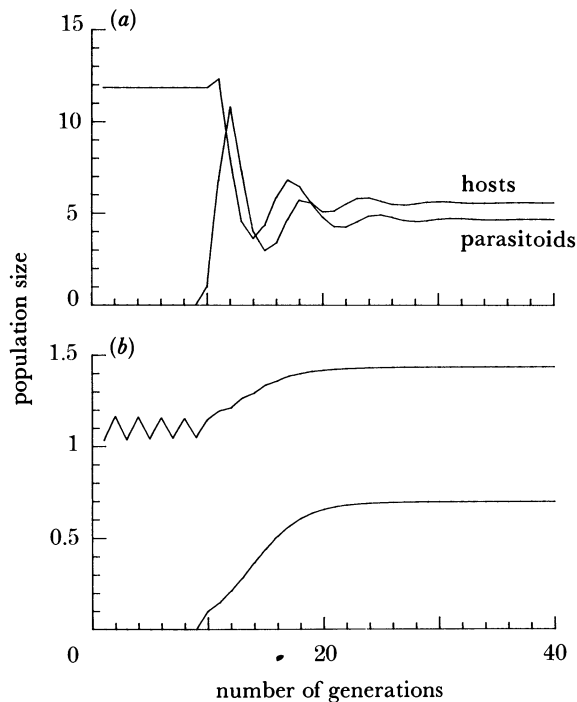 15
(a)
10
hosts
5
parasitoids
0
population size
(b)
1.5
1
0.5
0
20
40
number of generations